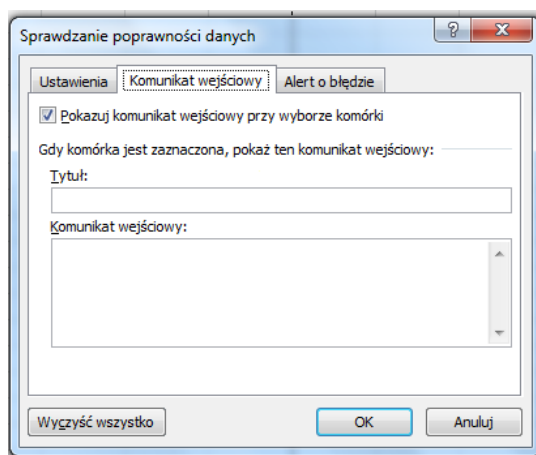 Sprawdzanie poprawności danych
?
Ustawienia Komunikat wejściowy Alert o błędzie
Pokazuj komunikat wejściowy przy wyborze komórki
Gdy komórka jest zaznaczona, pokaż ten komunikat wejściowy:
Tytuł:
Komunikat wejściowy:
Wyczyść wszystko OK Anuluj